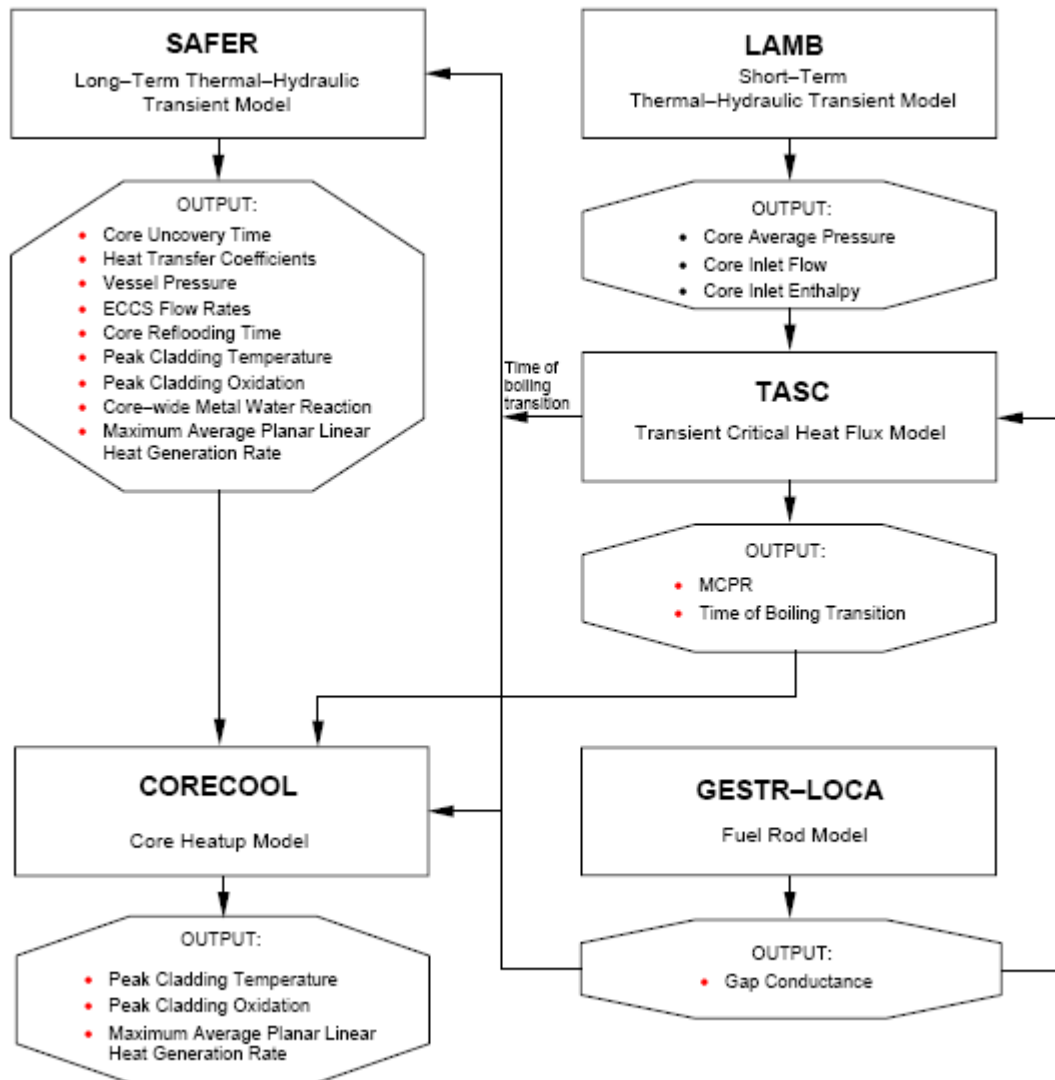 SAFER
Long–Term Thermal–Hydraulic
Transient Model
OUTPUT:
• Core Uncovery Time
• Heat Transfer Coefficients
• Vessel Pressure
• ECCS Flow Rates
• Core Reflooding Time
• Peak Cladding Temperature
• Peak Cladding Oxidation
• Core–wide Metal Water Reaction
• Maximum Average Planar Linear
Heat Generation Rate
LAMB
Short–Term
Thermal–Hydraulic Transient Model
OUTPUT:
• Core Average Pressure
• Core Inlet Flow
• Core Inlet Enthalpy
Time of
boiling
transition
TASC
Transient Critical Heat Flux Model
OUTPUT:
• MCPR
• Time of Boiling Transition
CORECOOL
Core Heatup Model
OUTPUT:
• Peak Cladding Temperature
• Peak Cladding Oxidation
• Maximum Average Planar Linear
Heat Generation Rate
GESTR–LOCA
Fuel Rod Model
OUTPUT:
• Gap Conductance